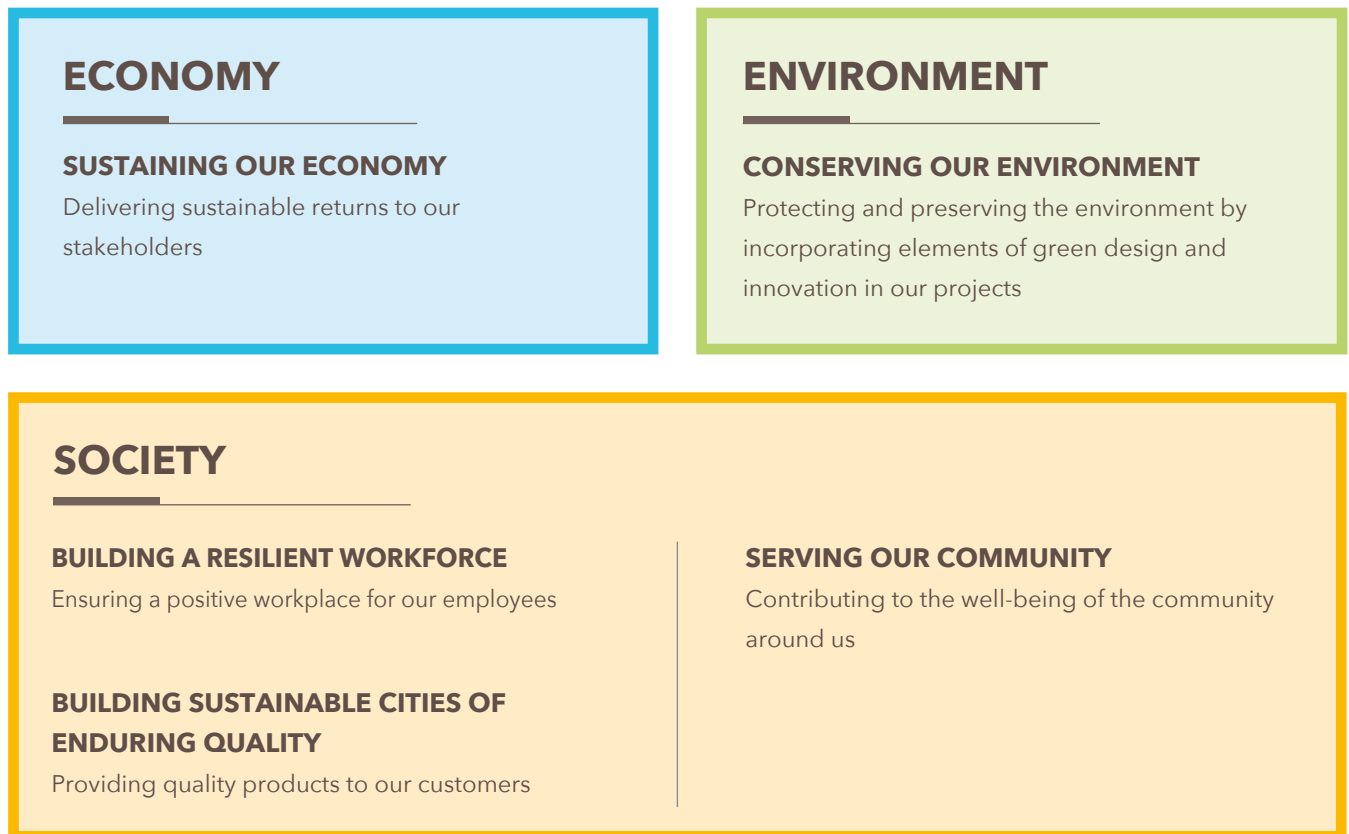 ECONOMY
SUSTAINING OUR ECONOMY
Delivering sustainable returns to our
stakeholders
ENVIRONMENT
CONSERVING OUR ENVIRONMENT
Protecting and preserving the environment by
incorporating elements of green design and
innovation in our projects
SOCIETY
BUILDING A RESILIENT WORKFORCE
Ensuring a positive workplace for our employees
BUILDING SUSTAINABLE CITIES OF
ENDURING QUALITY
Providing quality products to our customers
SERVING OUR COMMUNITY
Contributing to the well-being of the community
around us